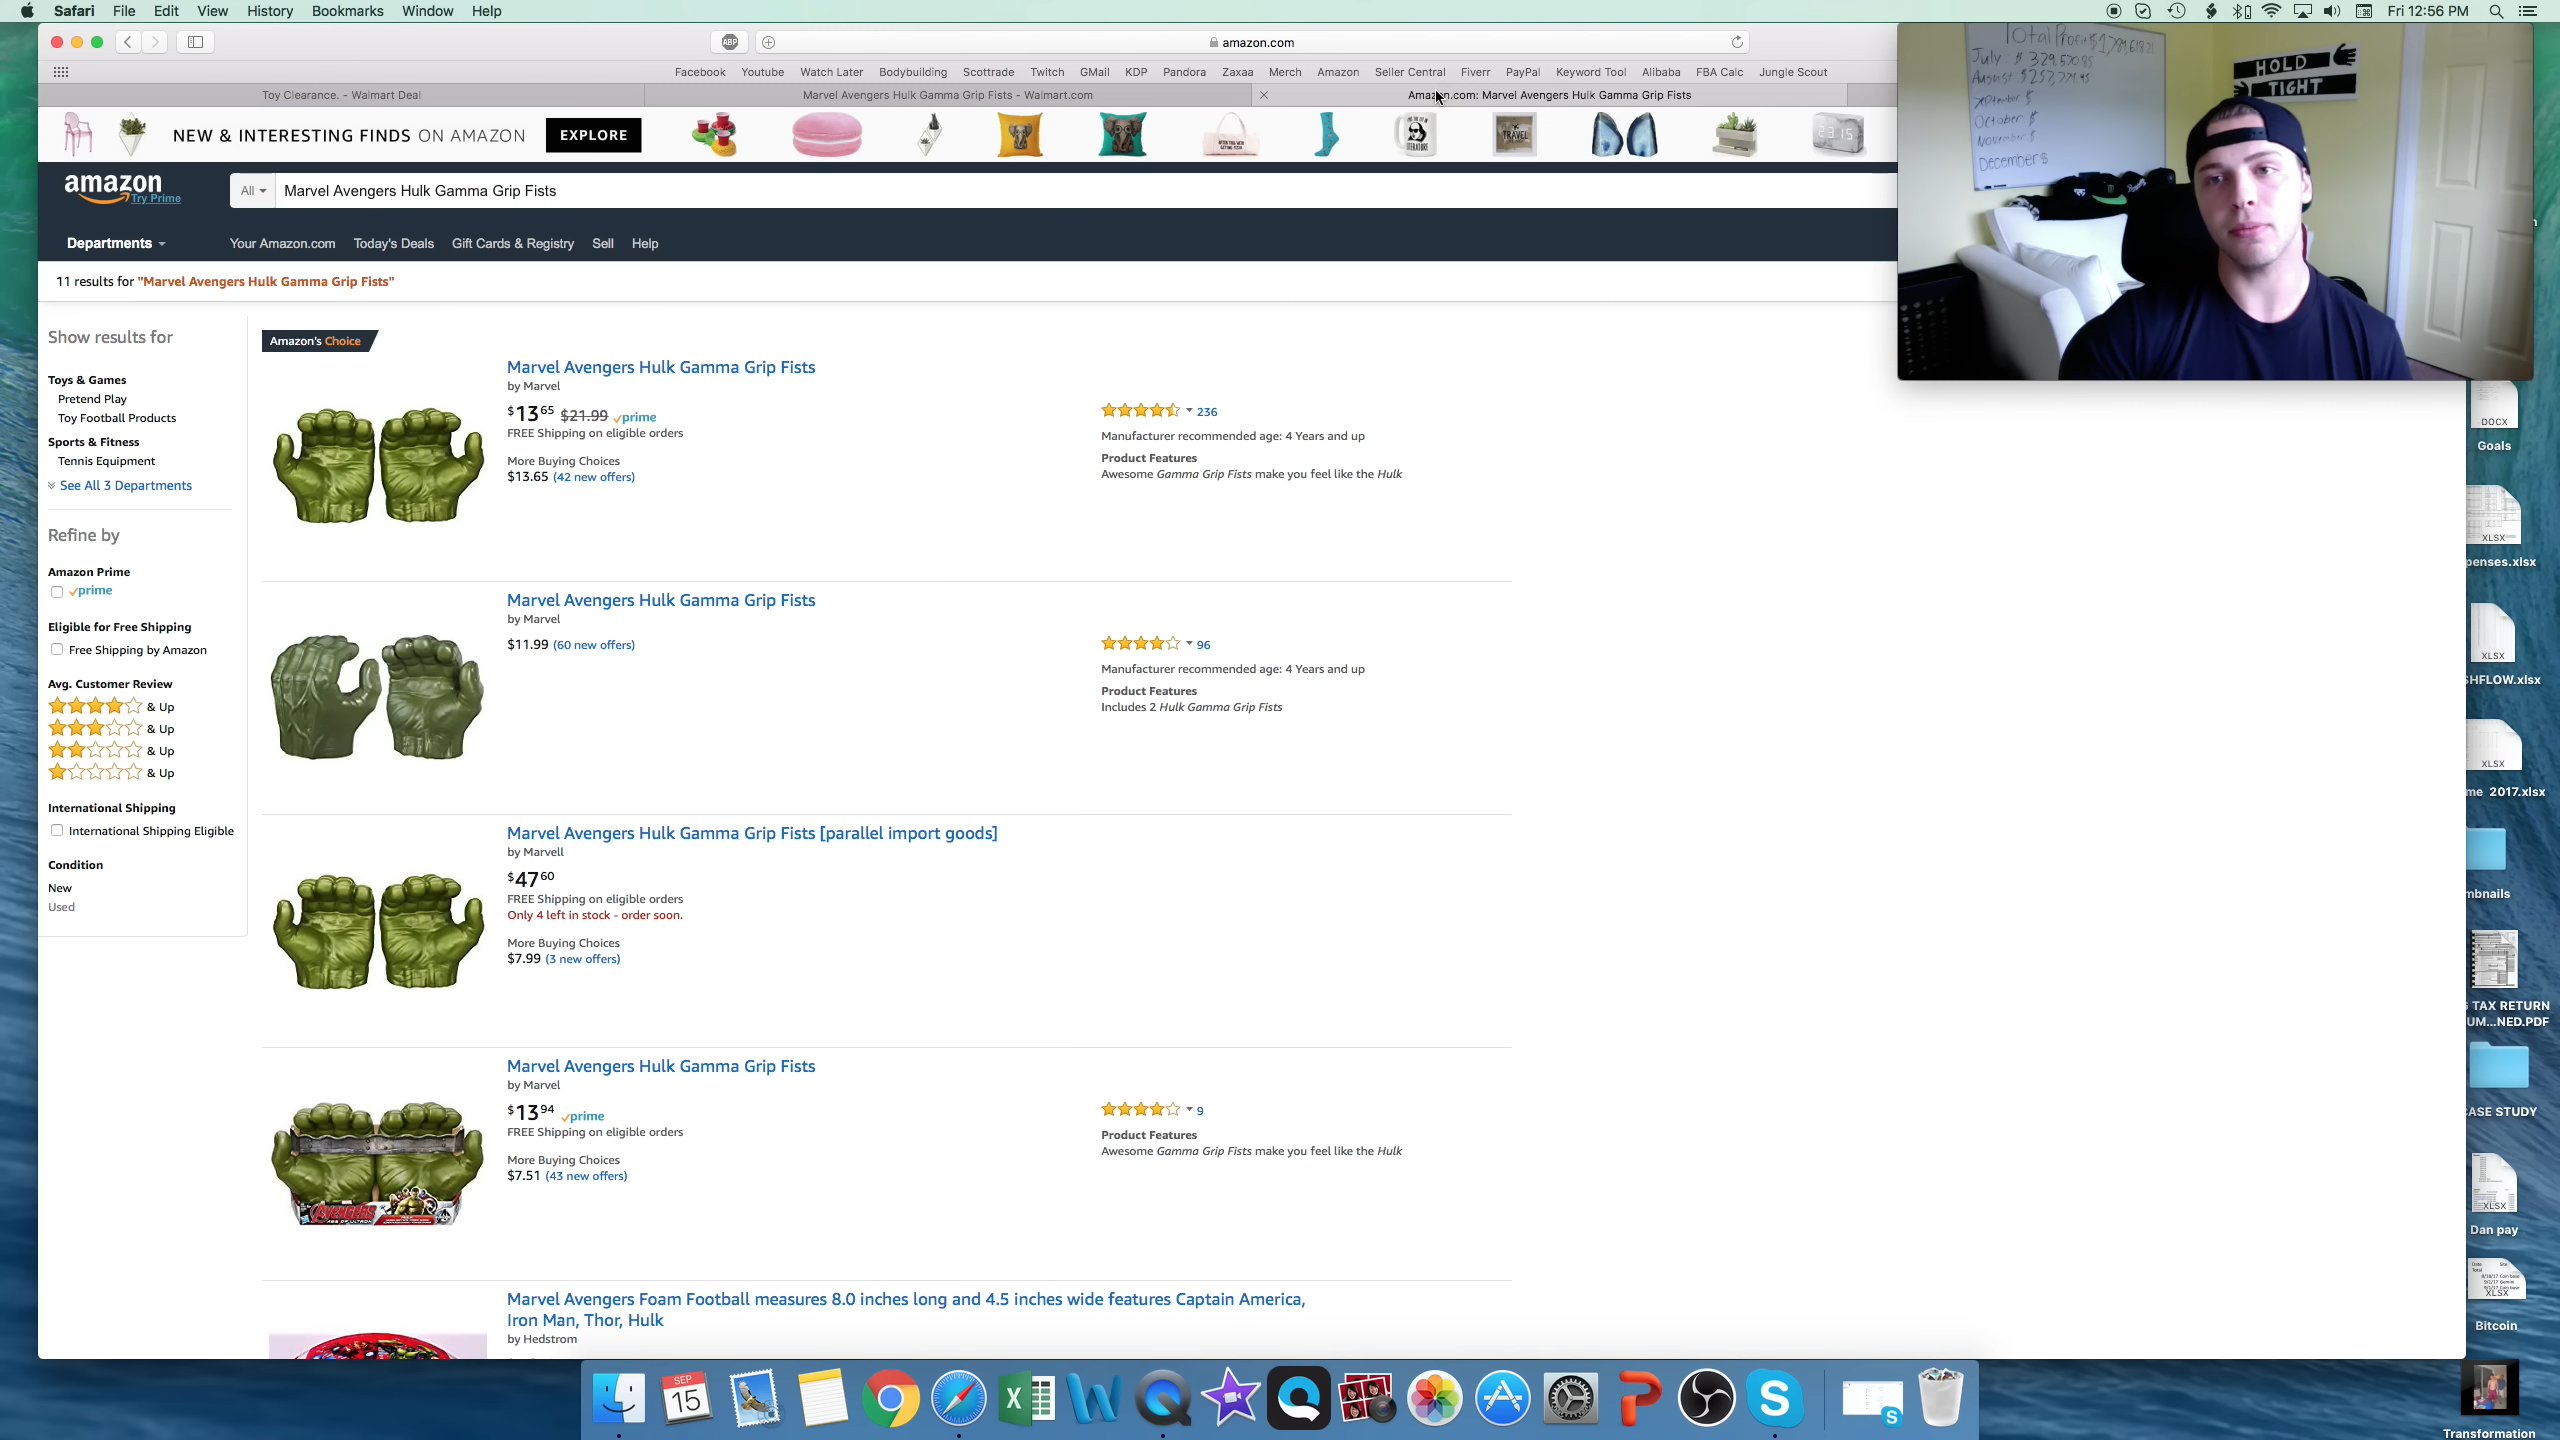 Safari File Edit View History Bookmarks Window Help
Fri 12:56 PM
ABP
amazon.com
Facebook Youtube Watch Later Bodybuilding Scottrade Twitch GMail KDP Pandora Zaxaa Merch Amazon Seller Central Fiverr PayPal Keyword Tool Alibaba FBA Calc Jungle Scout
Toy Clearance. - Walmart Deal
Marvel Avengers Hulk Gamma Grip Fists - Walmart.com
Amazon.com: Marvel Avengers Hulk Gamma Grip Fists
NEW & INTERESTING FINDS ON AMAZON EXPLORE
TRAVEL
amazon
Try Prime
All
Marvel Avengers Hulk Gamma Grip Fists
Departments
Your Amazon.com Today's Deals Gift Cards & Registry Sell Help
11 results for "Marvel Avengers Hulk Gamma Grip Fists"
Show results for
Toys & Games
Pretend Play
Toy Football Products
Sports & Fitness
Tennis Equipment
See All 3 Departments
Refine by
Amazon Prime
prime
Eligible for Free Shipping
Free Shipping by Amazon
Avg. Customer Review
& Up
& Up
& Up
& Up
International Shipping
International Shipping Eligible
Condition
New
Used
Amazon's Choice
Marvel Avengers Hulk Gamma Grip Fists
by Marvel
$13 65 $21.99 prime
FREE Shipping on eligible orders
More Buying Choices
$13.65 (42 new offers)
236
Manufacturer recommended age: 4 Years and up
Product Features
Awesome Gamma Grip Fists make you feel like the Hulk
Marvel Avengers Hulk Gamma Grip Fists
by Marvel
$11.99 (60 new offers)
96
Manufacturer recommended age: 4 Years and up
Product Features
Includes 2 Hulk Gamma Grip Fists
Marvel Avengers Hulk Gamma Grip Fists [parallel import goods]
by Marvell
$47 60
FREE Shipping on eligible orders
Only 4 left in stock - order soon.
More Buying Choices
$7.99 (3 new offers)
Marvel Avengers Hulk Gamma Grip Fists
by Marvel
$13 94 prime
FREE Shipping on eligible orders
More Buying Choices
$7.51 (43 new offers)
9
Product Features
Awesome Gamma Grip Fists make you feel like the Hulk
AVENGERS
Marvel Avengers Foam Football measures 8.0 inches long and 4.5 inches wide features Captain America,
Iron Man, Thor, Hulk
by Hedstrom
Total Profit
July: $
August $
October $
November $
December $
HOLD
TIGHT
DOCX
Goals
XLSX
penses.xlsx
XLSX
SHFLOW.xlsx
XLSX
me 2017.xlsx
mbnails
TAX RETURN
UM...NED.PDF
CASE STUDY
XLSX
Dan pay
XLSX
Bitcoin
Transformation
SEP
15